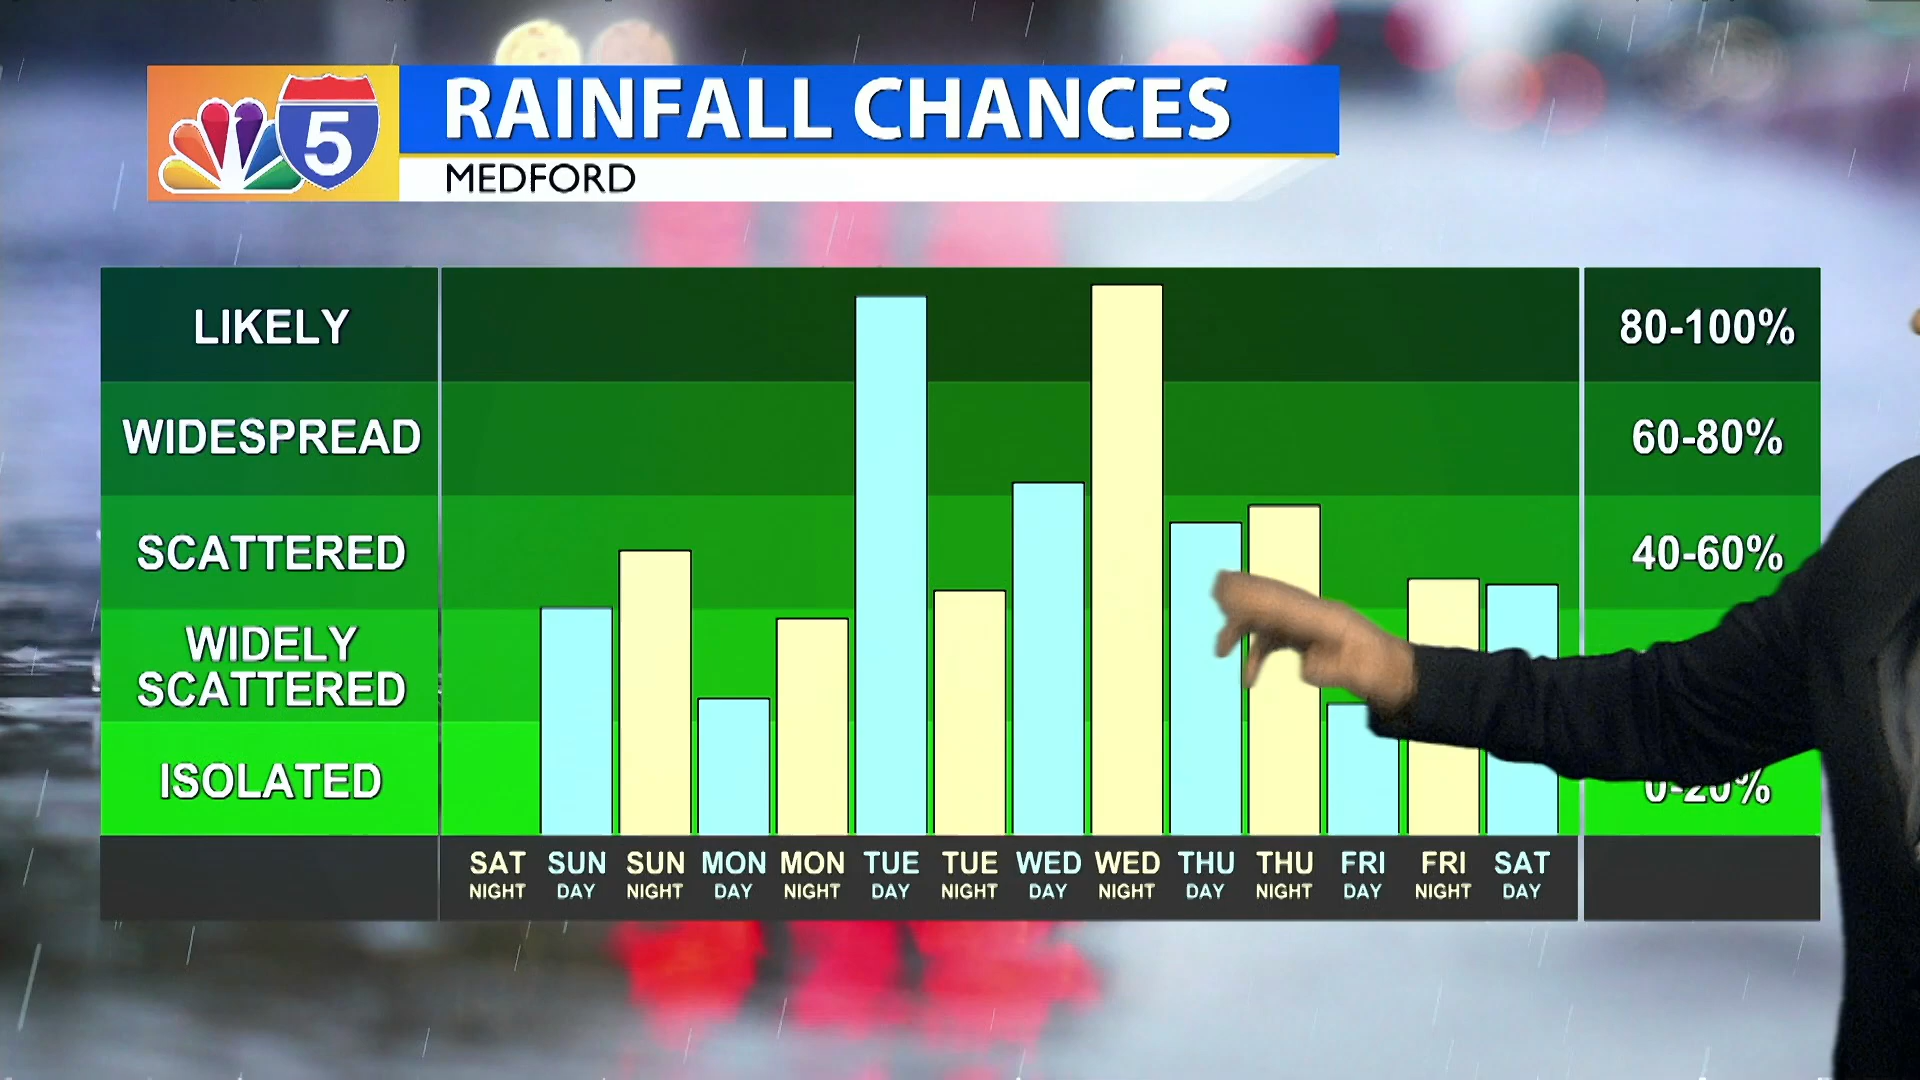 5
RAINFALL CHANCES
MEDFORD
LIKELY
80-100%
WIDESPREAD
60-80%
SCATTERED
40-60%
WIDELY
SCATTERED
ISOLATED
0-20%
SAT SUN SUN MON MON TUE TUE WED WED THU THU FRI FRI SAT
NIGHT DAY NIGHT DAY NIGHT DAY NIGHT DAY NIGHT DAY NIGHT DAY NIGHT DAY